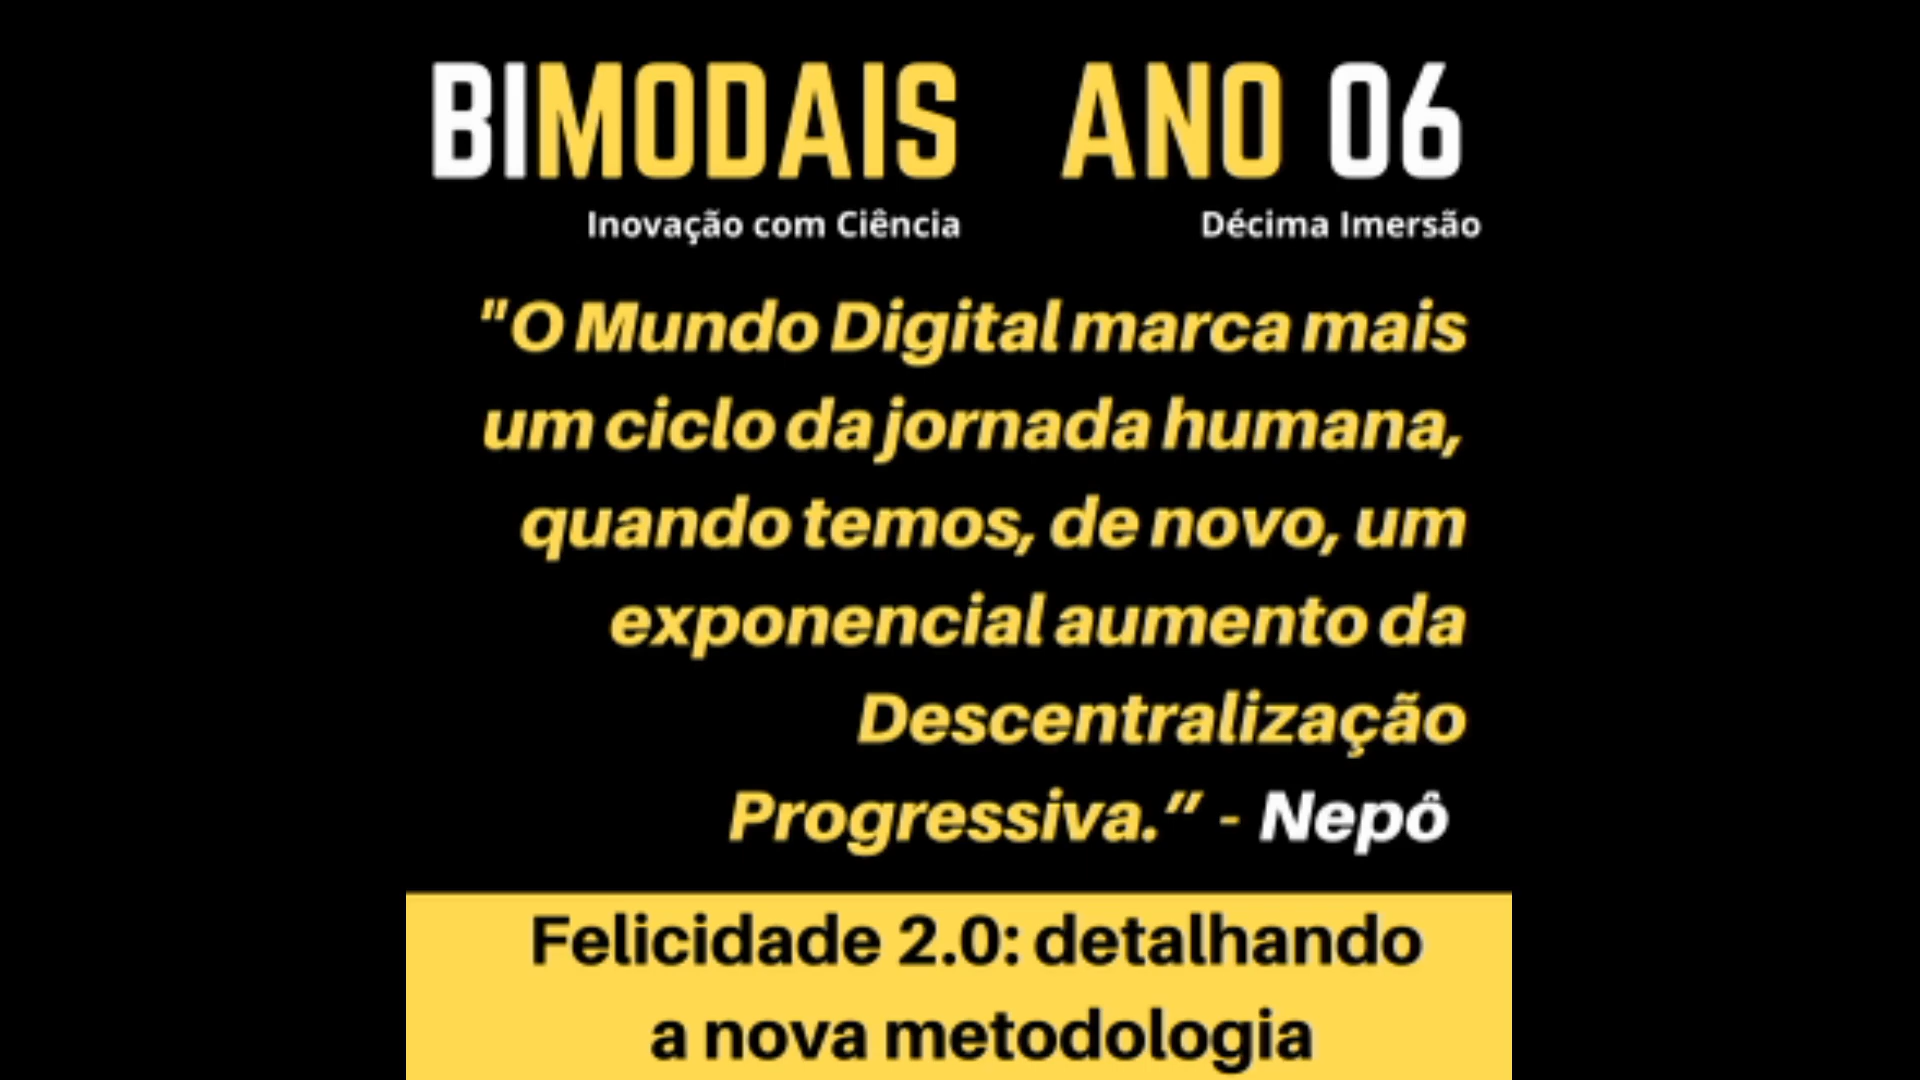 BIMODAIS ANO 06
Inovação com Ciência Décima Imersão
"O Mundo Digital marca mais
um ciclo da jornada humana,
quando temos, de novo, um
exponencial aumento da
Descentralização
Progressiva.” - Nepô
Felicidade 2.0: detalhando
a nova metodologia